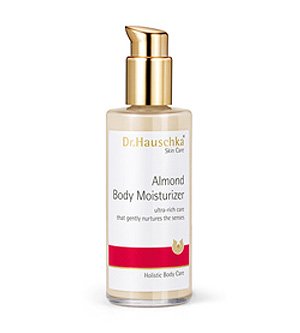 Dr.Hauschka
Skin Care
Almond
Body Moisturizer
ultra-rich care
that gently nurtures the senses
Holistic Body Care